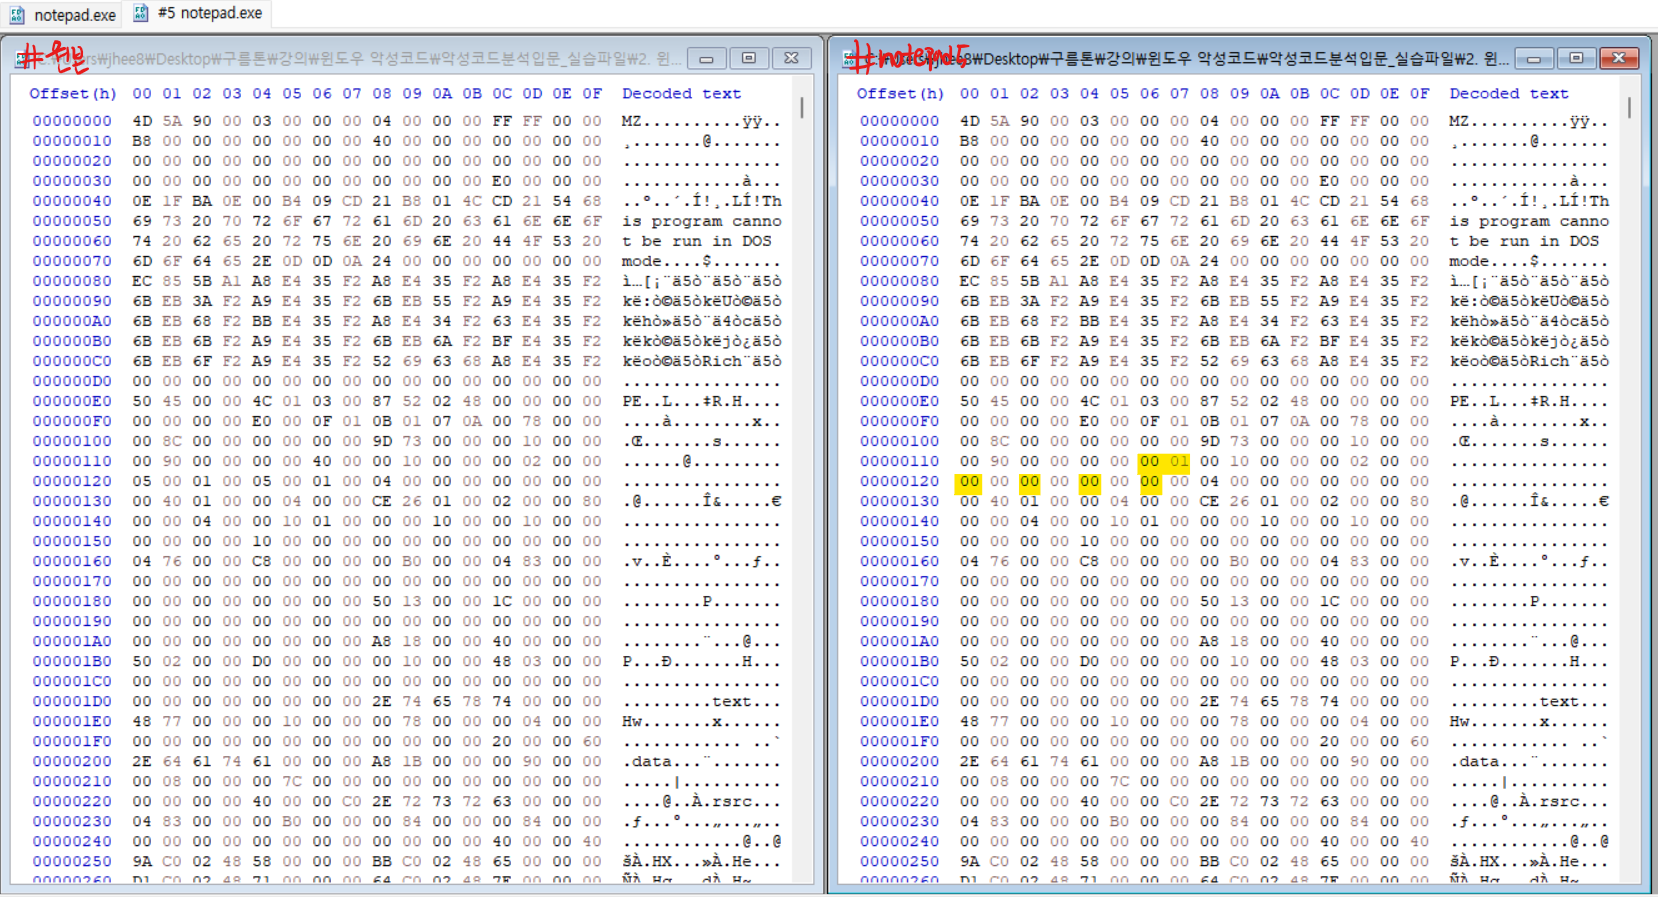 notepad.exe
#5 notepad.exe
#원본
sers₩jhee8₩Desktop₩구름톤₩강의₩윈도우 악성코드₩악성코드분석입문_실습파일₩2. 윈...
Offset(h) 00 01 02 03 04 05 06 07 08 09 0A 0B 0C 0D 0E 0F Decoded text
00000000 4D 5A 90 00 03 00 00 00 04 00 00 00 FF FF 00 00 MZ..........ÿÿ..
00000010 B8 00 00 00 00 00 00 00 40 00 00 00 00 00 00 00 ¸.......@.......
00000020 00 00 00 00 00 00 00 00 00 00 00 00 00 00 00 00 ................
00000030 00 00 00 00 00 00 00 00 00 00 00 00 E0 00 00 00 ............à...
00000040 0E 1F BA 0E 00 B4 09 CD 21 B8 01 4C CD 21 54 68 ..º..´.Í!¸.LÍ!Th
00000050 69 73 20 70 72 6F 67 72 61 6D 20 63 61 6E 6E 6F is program canno
00000060 74 20 62 65 20 72 75 6E 20 69 6E 20 44 4F 53 20 t be run in DOS
00000070 6D 6F 64 65 2E 0D 0D 0A 24 00 00 00 00 00 00 00 mode....$.......
00000080 EC 85 5B A1 A8 E4 35 F2 A8 E4 35 F2 A8 E4 35 F2 ì…[¡¨ä5ò¨ä5ò¨ä5ò
00000090 6B EB 3A F2 A9 E4 35 F2 6B EB 55 F2 A9 E4 35 F2 kë:ò©ä5òkëUò©ä5ò
000000A0 6B EB 68 F2 BB E4 35 F2 A8 E4 34 F2 63 E4 35 F2 këhò»ä5ò¨ä4òcä5ò
000000B0 6B EB 6B F2 A9 E4 35 F2 6B EB 6A F2 BF E4 35 F2 këkò©ä5òkëjò¿ä5ò
000000C0 6B EB 6F F2 A9 E4 35 F2 52 69 63 68 A8 E4 35 F2 këoò©ä5òRich¨ä5ò
000000D0 00 00 00 00 00 00 00 00 00 00 00 00 00 00 00 00 ................
000000E0 50 45 00 00 4C 01 03 00 87 52 02 48 00 00 00 00 PE..L...‡R.H....
000000F0 00 00 00 00 E0 00 0F 01 0B 01 07 0A 00 78 00 00 ....à........x..
00000100 00 8C 00 00 00 00 00 00 9D 73 00 00 00 10 00 00 .Œ.......s......
00000110 00 90 00 00 00 00 40 00 00 10 00 00 00 02 00 00 ......@.........
00000120 05 00 01 00 05 00 01 00 04 00 00 00 00 00 00 00 ................
00000130 00 40 01 00 00 04 00 00 CE 26 01 00 02 00 00 80 .@......Î&.....€
00000140 00 00 04 00 00 10 01 00 00 00 10 00 00 10 00 00 ................
00000150 00 00 00 00 10 00 00 00 00 00 00 00 00 00 00 00 ................
00000160 04 76 00 00 C8 00 00 00 00 B0 00 00 04 83 00 00 .v..È....°...ƒ..
00000170 00 00 00 00 00 00 00 00 00 00 00 00 00 00 00 00 ................
00000180 00 00 00 00 00 00 00 00 50 13 00 00 1C 00 00 00 ........P.......
00000190 00 00 00 00 00 00 00 00 00 00 00 00 00 00 00 00 ................
000001A0 00 00 00 00 00 00 00 00 A8 18 00 00 40 00 00 00 ........¨...@...
000001B0 50 02 00 00 D0 00 00 00 00 10 00 00 48 03 00 00 P...Ð.......H...
000001C0 00 00 00 00 00 00 00 00 00 00 00 00 00 00 00 00 ................
000001D0 00 00 00 00 00 00 00 00 2E 74 65 78 74 00 00 00 .........text...
000001E0 48 77 00 00 00 10 00 00 00 78 00 00 00 04 00 00 Hw.......x......
000001F0 00 00 00 00 00 00 00 00 00 00 00 00 20 00 00 60 ............ ..`
00000200 2E 64 61 74 61 00 00 00 A8 1B 00 00 00 90 00 00 .data...¨.......
00000210 00 08 00 00 00 7C 00 00 00 00 00 00 00 00 00 00 .....|..........
00000220 00 00 00 00 40 00 00 C0 2E 72 73 72 63 00 00 00 ....@..À.rsrc...
00000230 04 83 00 00 00 B0 00 00 00 84 00 00 00 84 00 00 .ƒ...°...„...„..
00000240 00 00 00 00 00 00 00 00 00 00 00 00 40 00 00 40 ............@..@
00000250 9A C0 02 48 58 00 00 00 BB C0 02 48 65 00 00 00 šÀ.HX...»À.He...
#notepad5
₩Desktop₩구름톤₩강의₩윈도우 악성코드₩악성코드분석입문_실습파일₩2. 윈...
Offset(h) 00 01 02 03 04 05 06 07 08 09 0A 0B 0C 0D 0E 0F Decoded text
00000000 4D 5A 90 00 03 00 00 00 04 00 00 00 FF FF 00 00 MZ..........ÿÿ..
00000010 B8 00 00 00 00 00 00 00 40 00 00 00 00 00 00 00 ¸.......@.......
00000020 00 00 00 00 00 00 00 00 00 00 00 00 00 00 00 00 ................
00000030 00 00 00 00 00 00 00 00 00 00 00 00 E0 00 00 00 ............à...
00000040 0E 1F BA 0E 00 B4 09 CD 21 B8 01 4C CD 21 54 68 ..º..´.Í!¸.LÍ!Th
00000050 69 73 20 70 72 6F 67 72 61 6D 20 63 61 6E 6E 6F is program canno
00000060 74 20 62 65 20 72 75 6E 20 69 6E 20 44 4F 53 20 t be run in DOS
00000070 6D 6F 64 65 2E 0D 0D 0A 24 00 00 00 00 00 00 00 mode....$.......
00000080 EC 85 5B A1 A8 E4 35 F2 A8 E4 35 F2 A8 E4 35 F2 ì…[¡¨ä5ò¨ä5ò¨ä5ò
00000090 6B EB 3A F2 A9 E4 35 F2 6B EB 55 F2 A9 E4 35 F2 kë:ò©ä5òkëUò©ä5ò
000000A0 6B EB 68 F2 BB E4 35 F2 A8 E4 34 F2 63 E4 35 F2 këhò»ä5ò¨ä4òcä5ò
000000B0 6B EB 6B F2 A9 E4 35 F2 6B EB 6A F2 BF E4 35 F2 këkò©ä5òkëjò¿ä5ò
000000C0 6B EB 6F F2 A9 E4 35 F2 52 69 63 68 A8 E4 35 F2 këoò©ä5òRich¨ä5ò
000000D0 00 00 00 00 00 00 00 00 00 00 00 00 00 00 00 00 ................
000000E0 50 45 00 00 4C 01 03 00 87 52 02 48 00 00 00 00 PE..L...‡R.H....
000000F0 00 00 00 00 E0 00 0F 01 0B 01 07 0A 00 78 00 00 ....à........x..
00000100 00 8C 00 00 00 00 00 00 9D 73 00 00 00 10 00 00 .Œ.......s......
00000110 00 90 00 00 00 00 00 01 00 10 00 00 00 02 00 00 ................
00000120 00 00 00 00 00 00 00 00 04 00 00 00 00 00 00 00 ................
00000130 00 40 01 00 00 04 00 00 CE 26 01 00 02 00 00 80 .@......Î&.....€
00000140 00 00 04 00 00 10 01 00 00 00 10 00 00 10 00 00 ................
00000150 00 00 00 00 10 00 00 00 00 00 00 00 00 00 00 00 ................
00000160 04 76 00 00 C8 00 00 00 00 B0 00 00 04 83 00 00 .v..È....°...ƒ..
00000170 00 00 00 00 00 00 00 00 00 00 00 00 00 00 00 00 ................
00000180 00 00 00 00 00 00 00 00 50 13 00 00 1C 00 00 00 ........P.......
00000190 00 00 00 00 00 00 00 00 00 00 00 00 00 00 00 00 ................
000001A0 00 00 00 00 00 00 00 00 A8 18 00 00 40 00 00 00 ........¨...@...
000001B0 50 02 00 00 D0 00 00 00 00 10 00 00 48 03 00 00 P...Ð.......H...
000001C0 00 00 00 00 00 00 00 00 00 00 00 00 00 00 00 00 ................
000001D0 00 00 00 00 00 00 00 00 2E 74 65 78 74 00 00 00 .........text...
000001E0 48 77 00 00 00 10 00 00 00 78 00 00 00 04 00 00 Hw.......x......
000001F0 00 00 00 00 00 00 00 00 00 00 00 00 20 00 00 60 ............ ..`
00000200 2E 64 61 74 61 00 00 00 A8 1B 00 00 00 90 00 00 .data...¨.......
00000210 00 08 00 00 00 7C 00 00 00 00 00 00 00 00 00 00 .....|..........
00000220 00 00 00 00 40 00 00 C0 2E 72 73 72 63 00 00 00 ....@..À.rsrc...
00000230 04 83 00 00 00 B0 00 00 00 84 00 00 00 84 00 00 .ƒ...°...„...„..
00000240 00 00 00 00 00 00 00 00 00 00 00 00 40 00 00 40 ............@..@
00000250 9A C0 02 48 58 00 00 00 BB C0 02 48 65 00 00 00 šÀ.HX...»À.He...